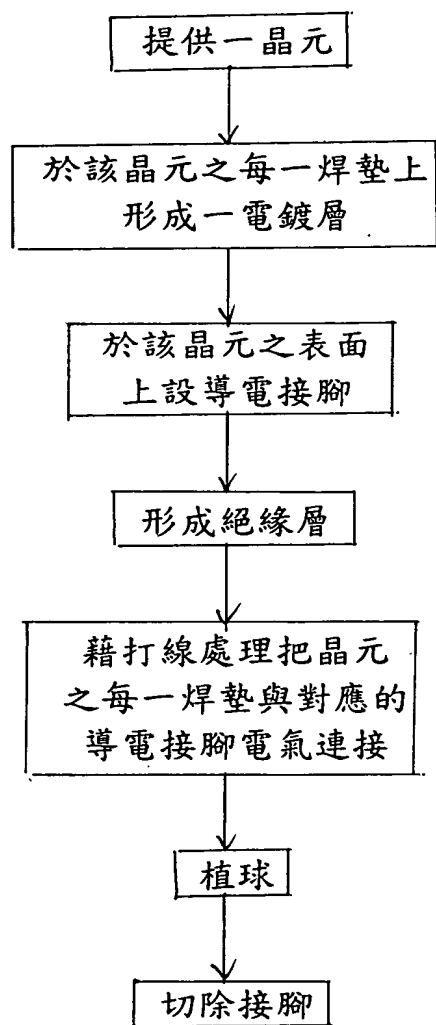 提供一晶元
於該晶元之每一焊墊上
形成一電鍍層
於該晶元之表面
上設導電接腳
形成絕緣層
藉打線處理把晶元
之每一焊墊與對應的
導電接腳電氣連接
植球
切除接腳